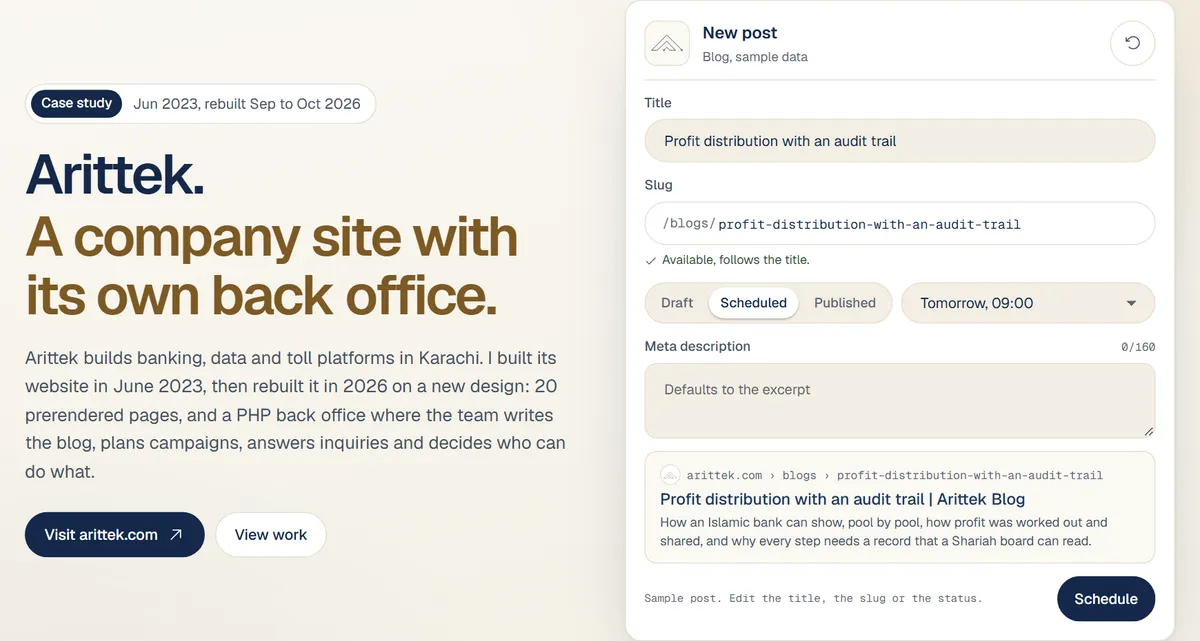 Case study Jun 2023, rebuilt Sep to Oct 2026
Arittek.
A company site with
its own back office.
Arittek builds banking, data and toll platforms in Karachi. I built its
website in June 2023, then rebuilt it in 2026 on a new design: 20
prerendered pages, and a PHP back office where the team writes
the blog, plans campaigns, answers inquiries and decides who can
do what.
Visit arittek.com View work
New post
Blog, sample data
Title
Profit distribution with an audit trail
Slug
/blogs/ profit-distribution-with-an-audit-trail
Available, follows the title.
Draft Scheduled Published Tomorrow, 09:00
Meta description 0/160
Defaults to the excerpt
arittek.com › blogs › profit-distribution-with-an-audit-trail
Profit distribution with an audit trail | Arittek Blog
How an Islamic bank can show, pool by pool, how profit was worked out and
shared, and why every step needs a record that a Shariah board can read.
Sample post. Edit the title, the slug or the status.
Schedule